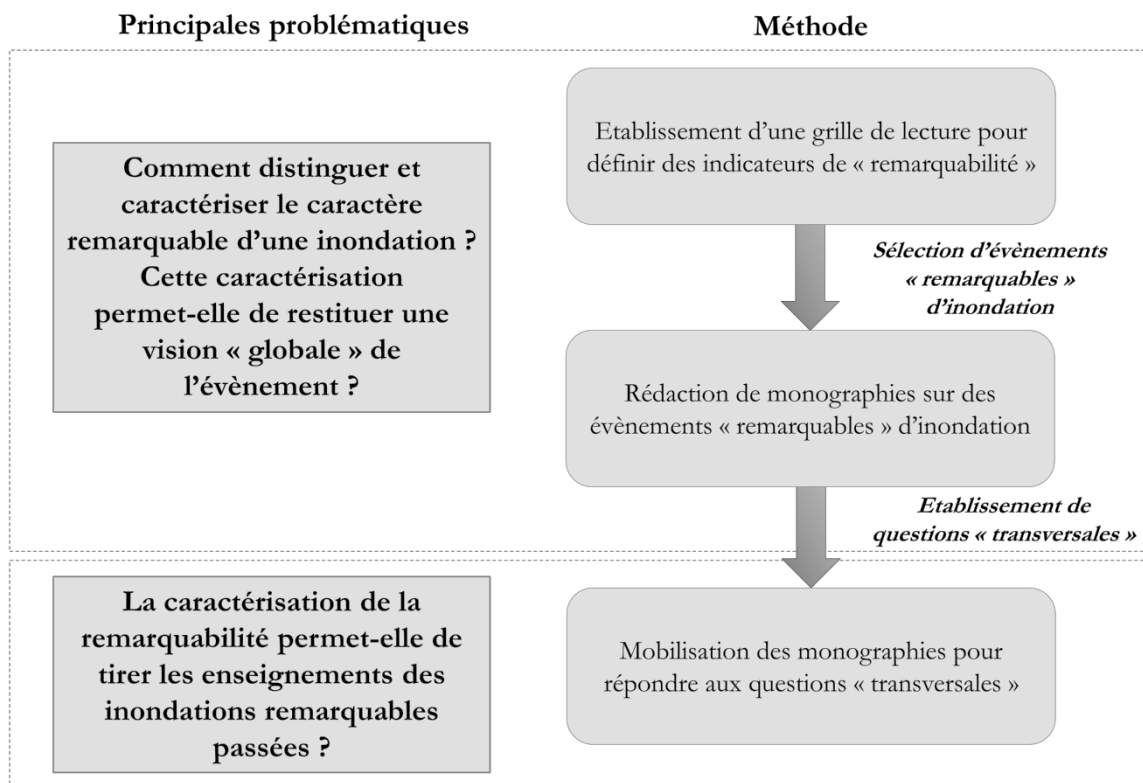 Principales problématiques
Méthode
Comment distinguer et
caractériser le caractère
remarquable d'une inondation ?
Cette caractérisation
permet-elle de restituer une
vision « globale » de
l'évènement ?
Etablissement d'une grille de lecture pour
définir des indicateurs de « remarquabilité »
Sélection d'évènements
« remarquables »
d'inondation
Rédaction de monographies sur des
évènements « remarquables » d'inondation
Etablissement de
questions « transversales »
La caractérisation de la
remarquabilité permet-elle de
tirer les enseignements des
inondations remarquables
passées ?
Mobilisation des monographies pour
répondre aux questions « transversales »